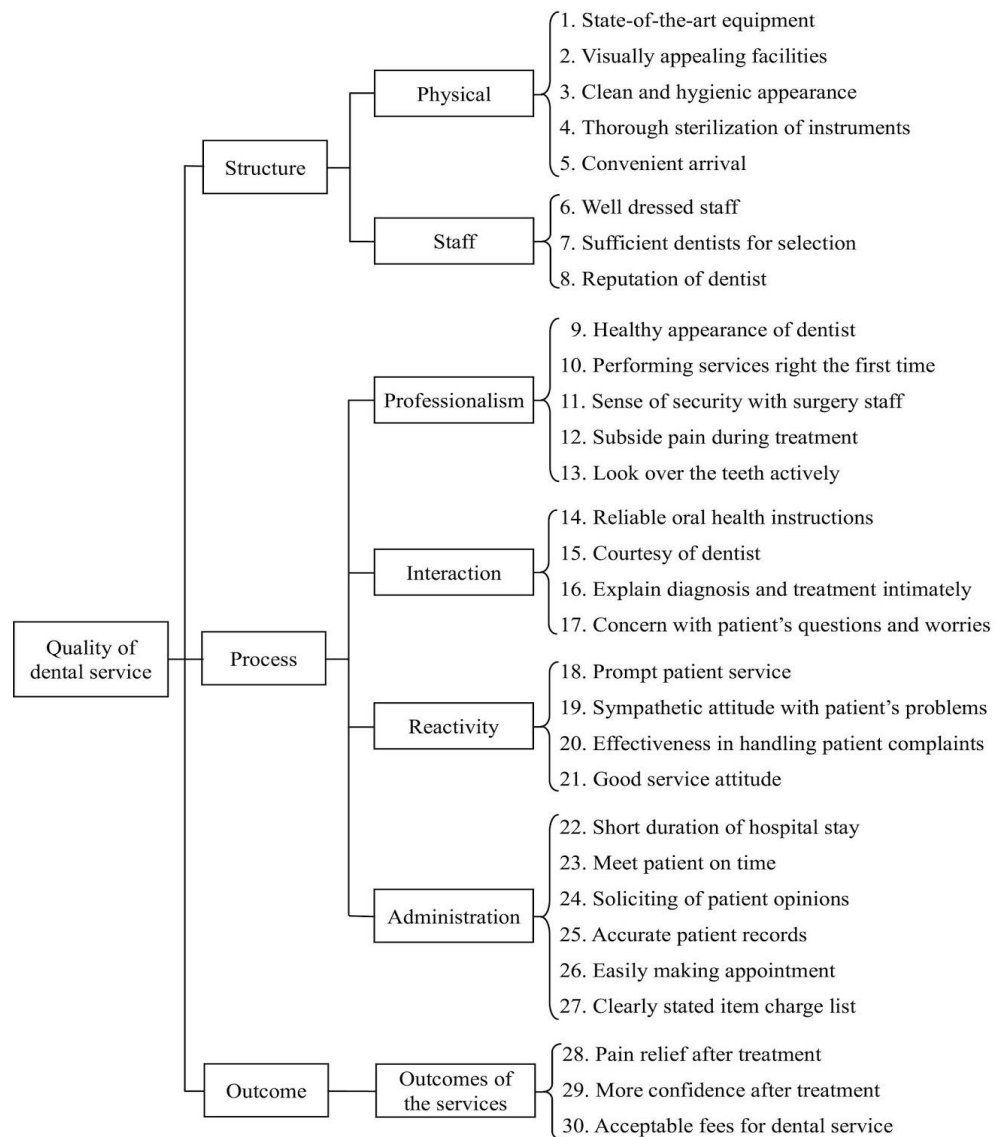 Quality of
dental service
Structure
Physical
1. State-of-the-art equipment
2. Visually appealing facilities
3. Clean and hygienic appearance
4. Thorough sterilization of instruments
5. Convenient arrival
Staff
6. Well dressed staff
7. Sufficient dentists for selection
8. Reputation of dentist
Process
Professionalism
9. Healthy appearance of dentist
10. Performing services right the first time
11. Sense of security with surgery staff
12. Subside pain during treatment
13. Look over the teeth actively
Interaction
14. Reliable oral health instructions
15. Courtesy of dentist
16. Explain diagnosis and treatment intimately
17. Concern with patient's questions and worries
Reactivity
18. Prompt patient service
19. Sympathetic attitude with patient's problems
20. Effectiveness in handling patient complaints
21. Good service attitude
Administration
22. Short duration of hospital stay
23. Meet patient on time
24. Soliciting of patient opinions
25. Accurate patient records
26. Easily making appointment
27. Clearly stated item charge list
Outcome
Outcomes of
the services
28. Pain relief after treatment
29. More confidence after treatment
30. Acceptable fees for dental service